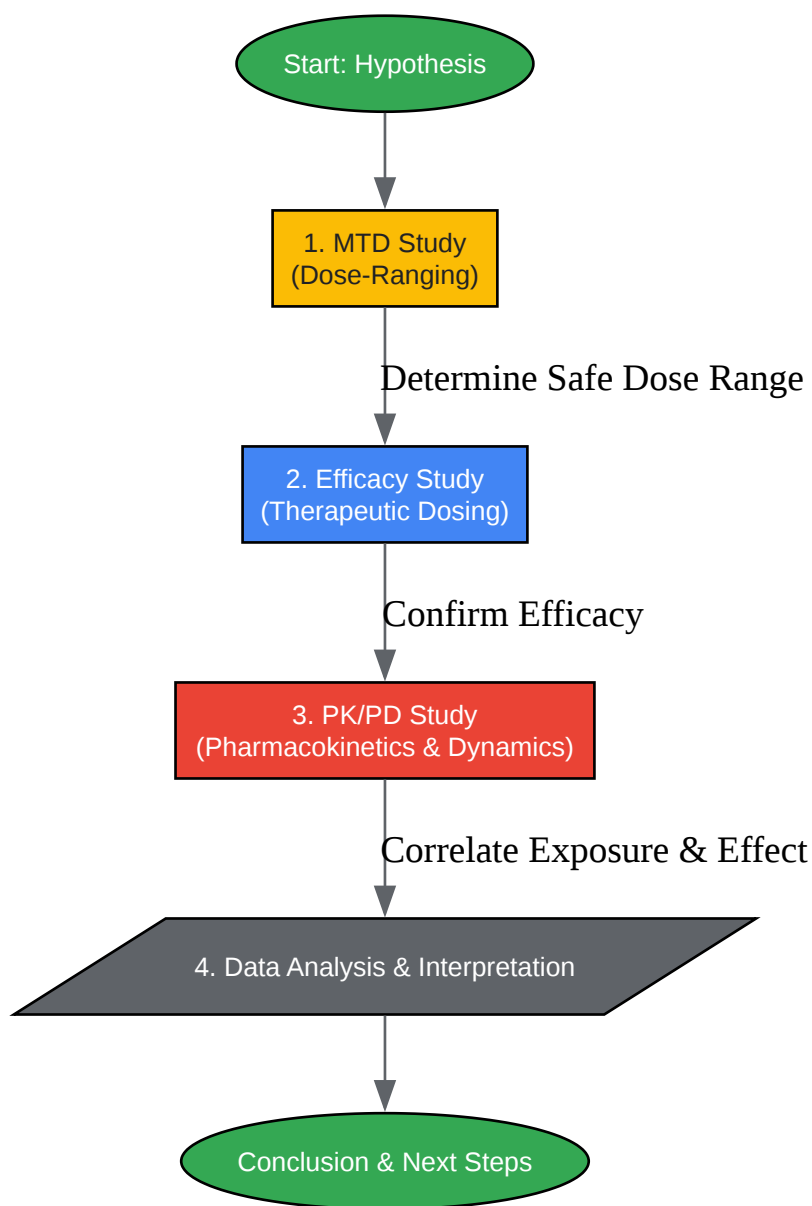 Start: Hypothesis
1. MTD Study
(Dose-Ranging)
Determine Safe Dose Range
2. Efficacy Study
(Therapeutic Dosing)
Confirm Efficacy
3. PK/PD Study
(Pharmacokinetics & Dynamics)
Correlate Exposure & Effect
4. Data Analysis & Interpretation
Conclusion & Next Steps